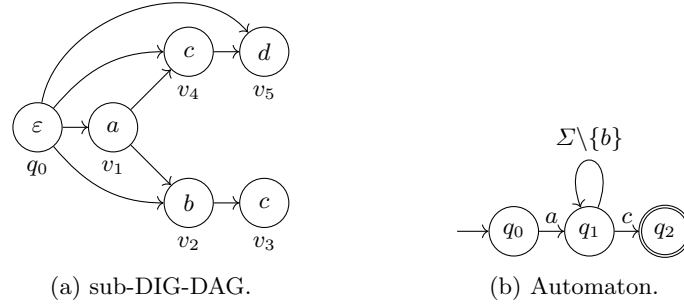 c
d
v₄
v₅
ε
a
q₀
v₁
b
c
v₂
v₃
(a) sub-DIG-DAG.
Σ\{b}
q₀
a
q₁
c
q₂
(b) Automaton.